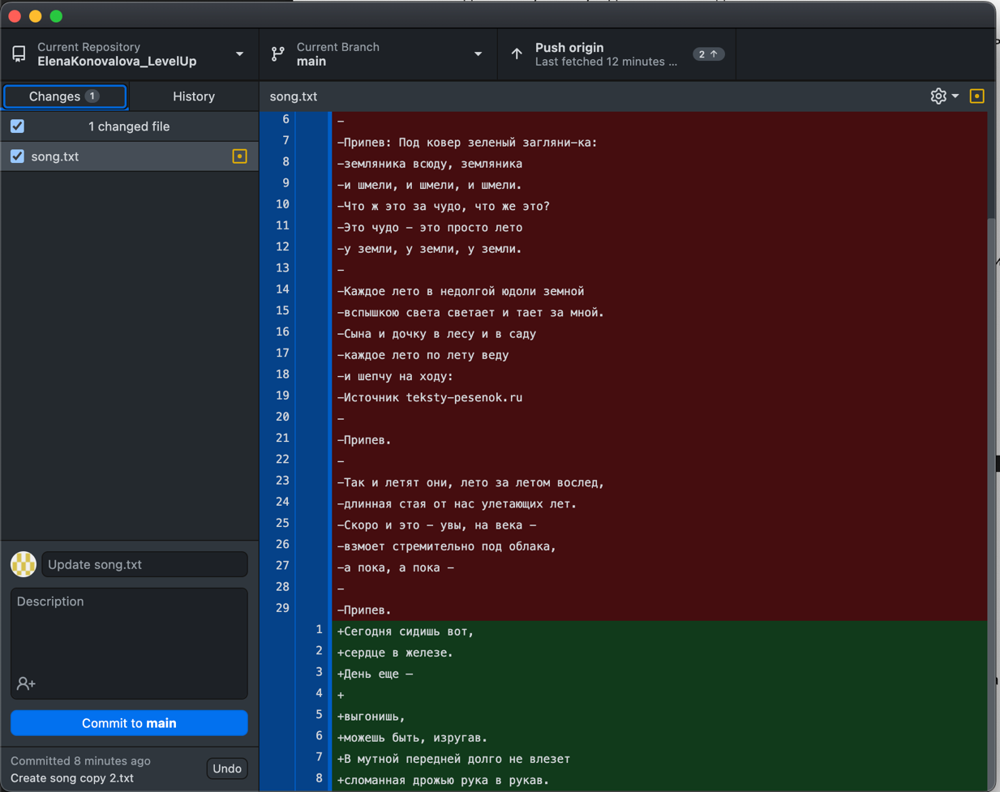 Current Repository
ElenaKonovalova_LevelUp
Current Branch
main
Push origin
Last fetched 12 minutes ...
2
Changes 1
History
song.txt
1 changed file
song.txt
6 -
7 -Припев: Под ковер зеленый загляни-ка:
8 -земляника всюду, земляника
9 -и шмели, и шмели, и шмели.
10 -Что ж это за чудо, что же это?
11 -Это чудо - это просто лето
12 -у земли, у земли, у земли.
13 -
14 -Каждое лето в недолгой юдоли земной
15 -вспышкою света светает и тает за мной.
16 -Сына и дочку в лесу и в саду
17 -каждое лето по лету веду
18 -и шепчу на ходу:
19 -Источник teksty-pesenok.ru
20 -
21 -Припев.
22 -
23 -Так и летят они, лето за летом вослед,
24 -длинная стая от нас улетающих лет.
25 -Скоро и это - увы, на века -
26 -взмоет стремительно под облака,
27 -а пока, а пока -
28 -
29 -Припев.
1 +Сегодня сидишь вот,
2 +сердце в железе.
3 +День еще —
4 +
5 +выгонишь,
6 +можешь быть, изругав.
7 +В мутной передней долго не влезет
8 +сломанная дрожью рука в рукав.
Update song.txt
Description
Commit to main
Committed 8 minutes ago
Create song copy 2.txt
Undo